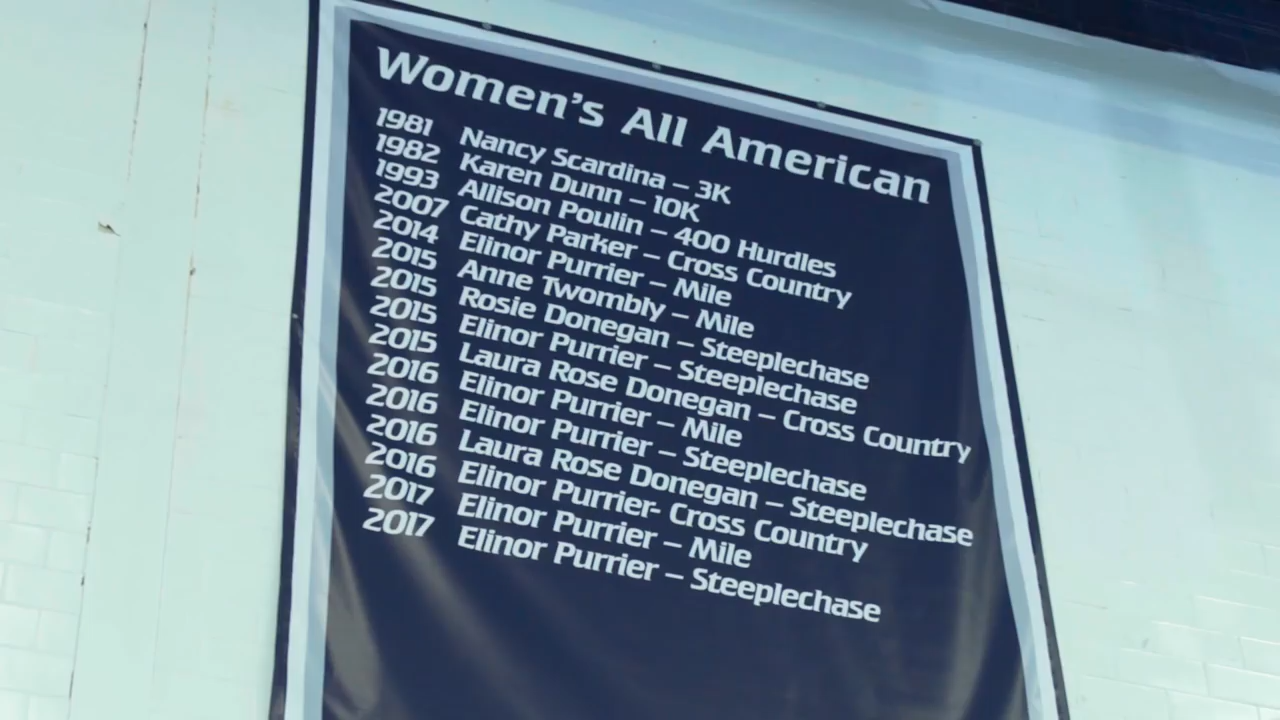 Women's All American
1981 Nancy Scardina – 3K
1982 Karen Dunn – 10K
1993 Allison Poulin – 400 Hurdles
2007 Cathy Parker – Cross Country
2014 Elinor Purrier – Mile
2015 Anne Twombly – Mile
2015 Rosie Donegan – Steeplechase
2015 Elinor Purrier – Steeplechase
2015 Laura Rose Donegan – Cross Country
2016 Elinor Purrier – Mile
2016 Elinor Purrier – Steeplechase
2016 Laura Rose Donegan – Steeplechase
2016 Elinor Purrier- Cross Country
2017 Elinor Purrier – Mile
2017 Elinor Purrier – Steeplechase